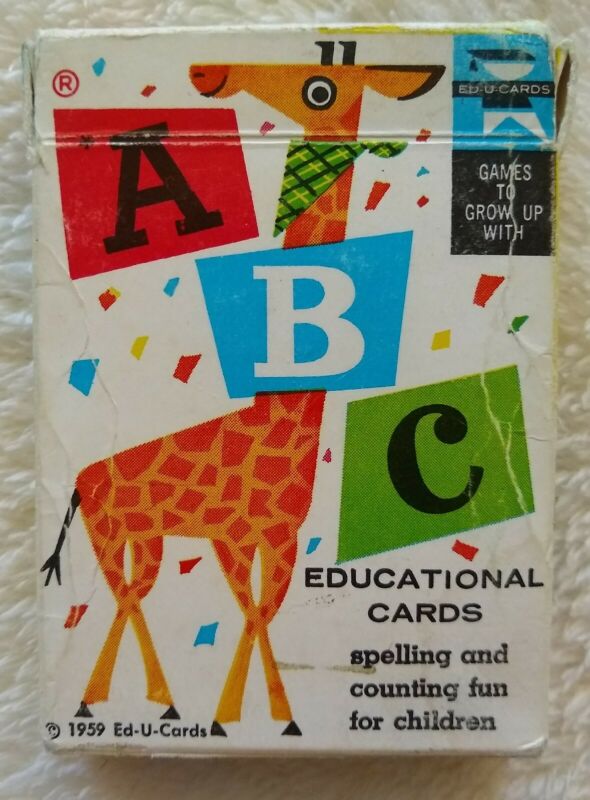 ®
ED-U-CARDS
GAMES
TO
GROW UP
WITH
A
B
C
EDUCATIONAL
CARDS
spelling and
counting fun
for children
© 1959 Ed-U-Cards